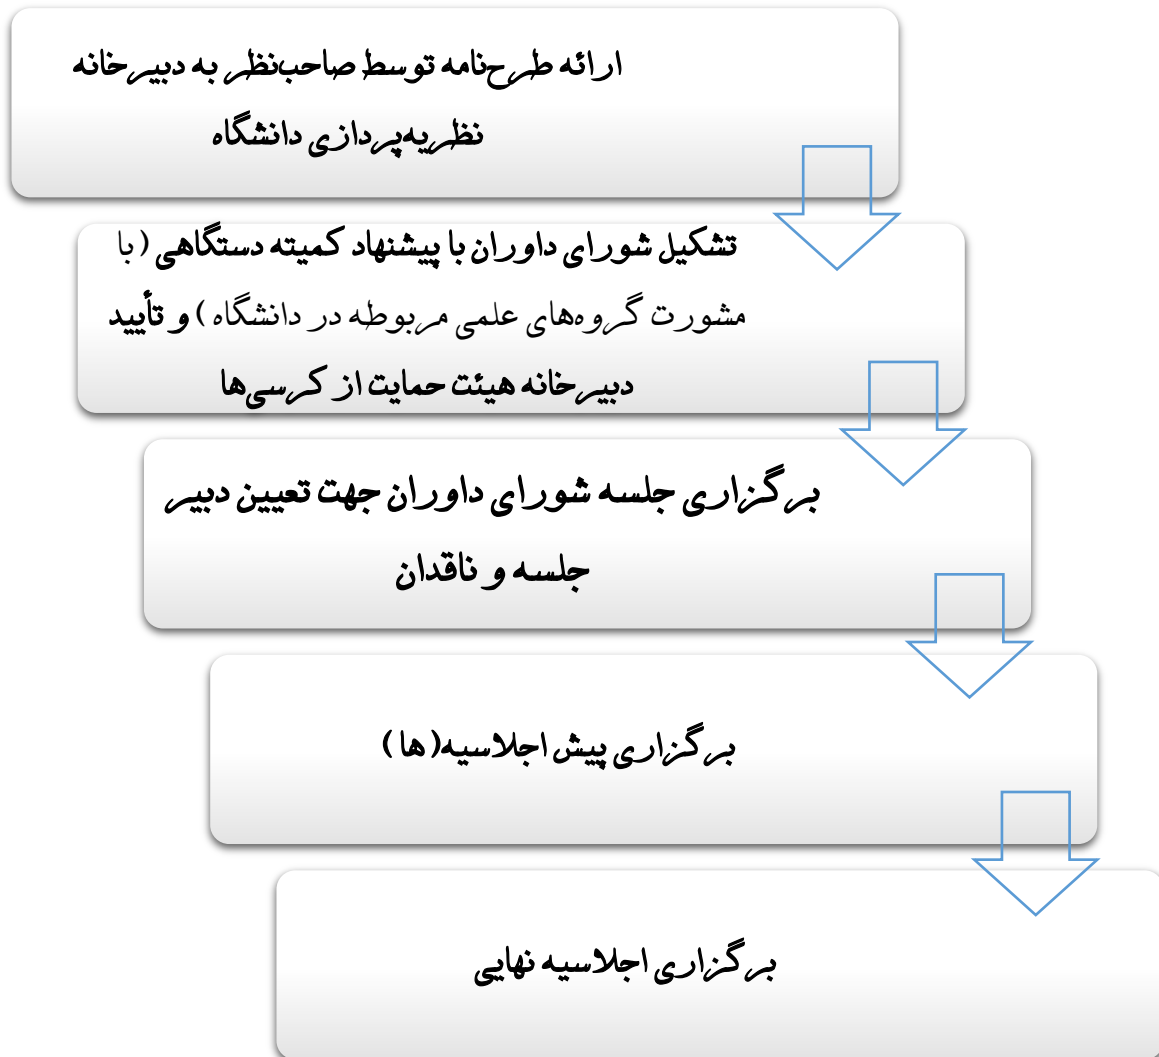 ارائه طرح‌نامه توسط صاحب‌نظر به دبیرخانه
نظریه‌پردازی دانشگاه
تشکیل شورای داوران با پیشنهاد کمیته دستگاهی (با
مشورت گروه‌های علمی مربوطه در دانشگاه) و تأیید
دبیرخانه هیئت حمایت از کرسی‌ها
برگزاری جلسه شورای داوران جهت تعیین دبیر
جلسه و ناقدان
برگزاری پیش اجلاسیه(ها)
برگزاری اجلاسیه نهایی